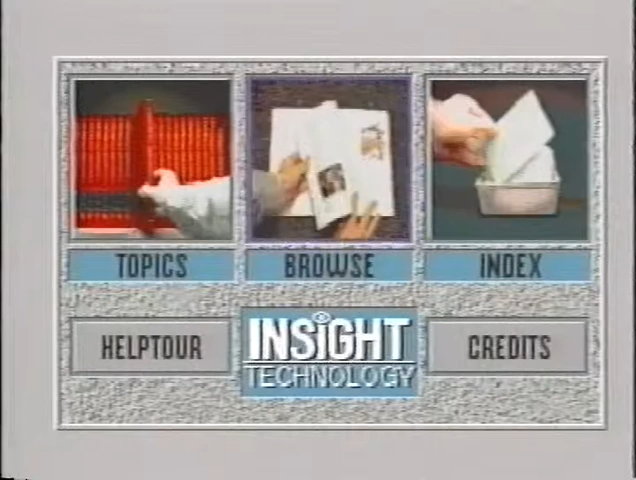 TOPICS
BROWSE
INDEX
HELPTOUR
INSIGHT
TECHNOLOGY
CREDITS